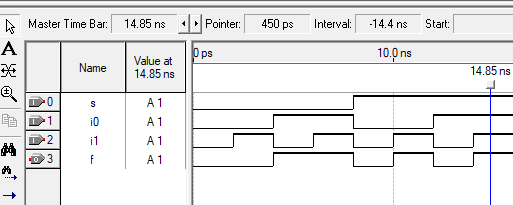 Master Time Bar: 14.85 ns Pointer: 450 ps Interval: -14.4 ns Start:
A Name Value at 14.85 ns 0 ps 10.0 ns
14.85 ns
0 s A 1
1 i0 A 1
2 i1 A 1
3 f A 1